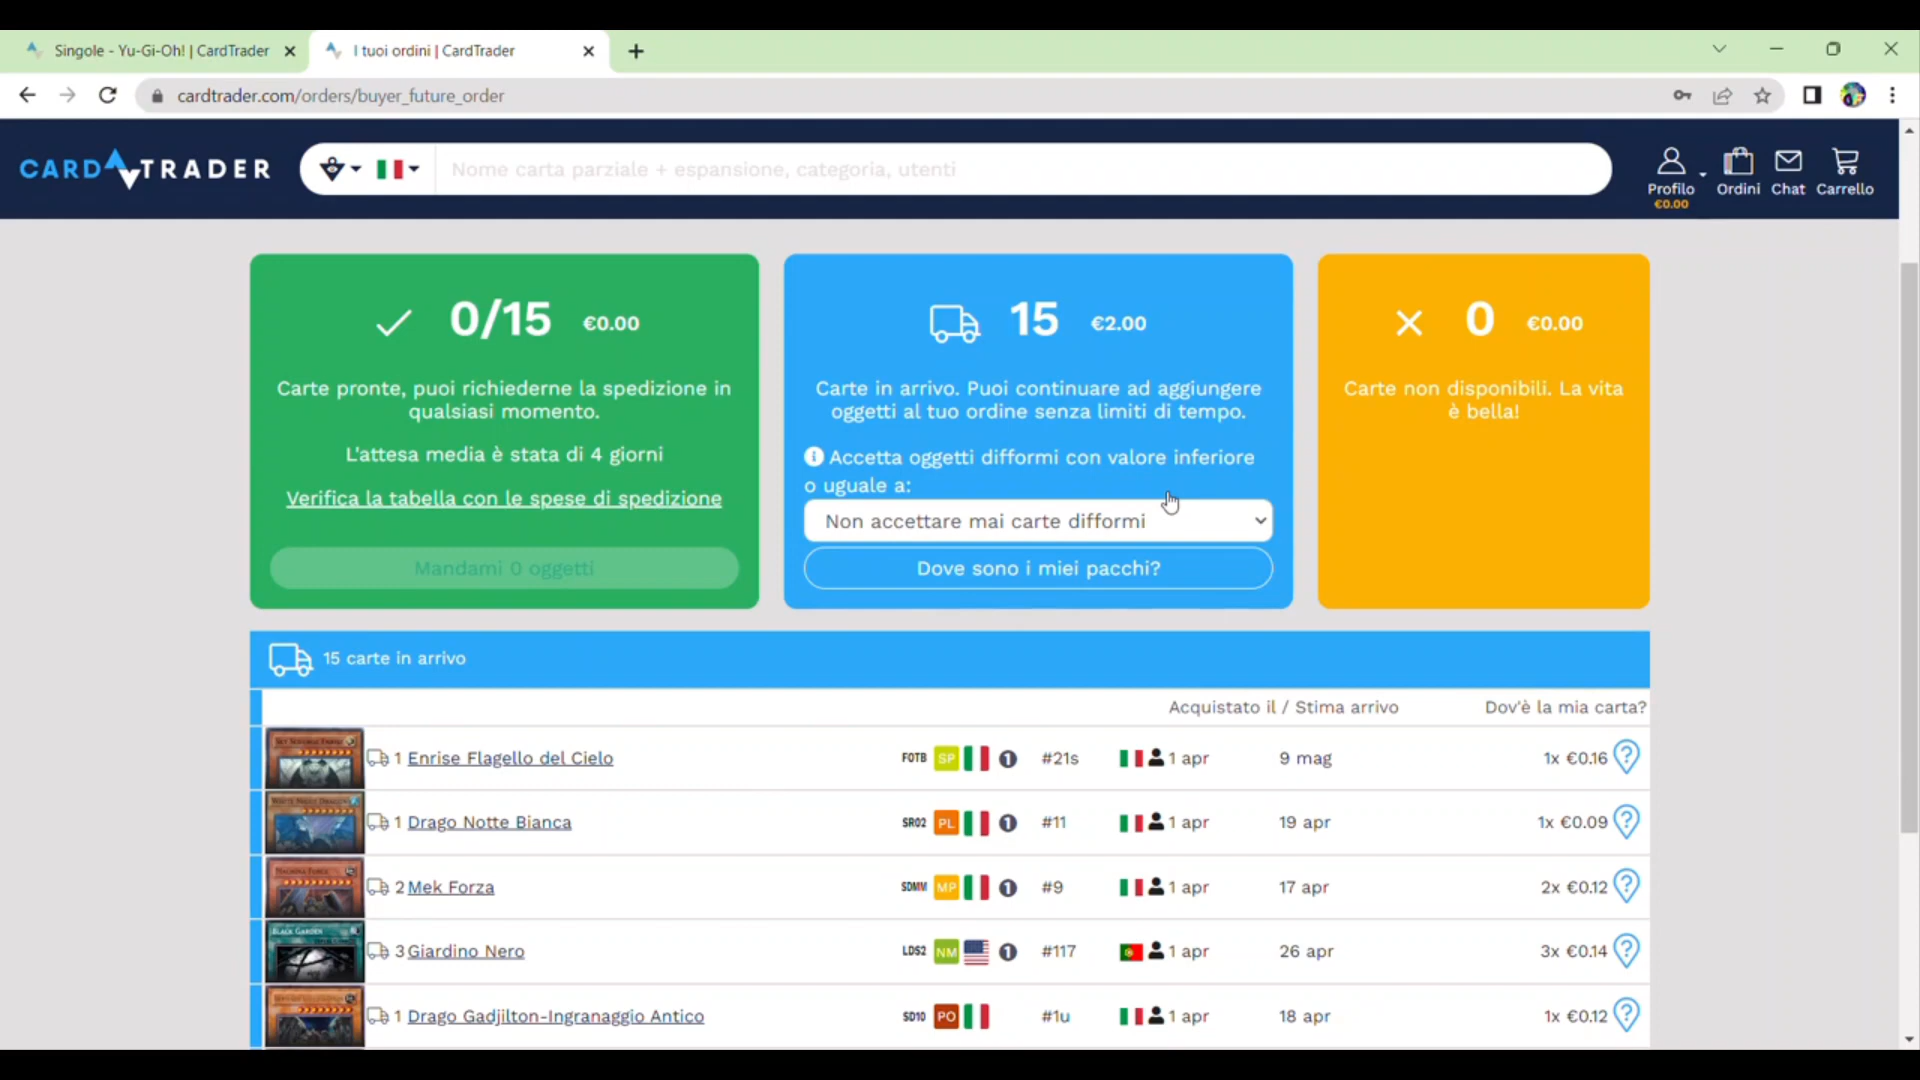 Singole - Yu-Gi-Oh! | CardTrader
I tuoi ordini | CardTrader
cardtrader.com/orders/buyer_future_order
CARD TRADER
Nome carta parziale + espansione, categoria, utenti
Profilo
€0.00
Ordini
Chat
Carrello
0/15 €0.00
Carte pronte, puoi richiederne la spedizione in
qualsiasi momento.
L'attesa media è stata di 4 giorni
Verifica la tabella con le spese di spedizione
Mandami 0 oggetti
15 €2.00
Carte in arrivo. Puoi continuare ad aggiungere
oggetti al tuo ordine senza limiti di tempo.
Accetta oggetti difformi con valore inferiore
o uguale a:
Non accettare mai carte difformi
Dove sono i miei pacchi?
0 €0.00
Carte non disponibili. La vita
è bella!
15 carte in arrivo
Acquistato il / Stima arrivo Dov'è la mia carta?
1 Enrise Flagello del Cielo FOTB SP 1 #21s 1 apr 9 mag 1x €0.16
1 Drago Notte Bianca SR02 PL 1 #11 1 apr 19 apr 1x €0.09
2 Mek Forza SDMM MP 1 #9 1 apr 17 apr 2x €0.12
BLACK GARDEN
3 Giardino Nero LDS2 NM 1 #117 1 apr 26 apr 3x €0.14
1 Drago Gadjilton-Ingranaggio Antico SD10 PO #1u 1 apr 18 apr 1x €0.12